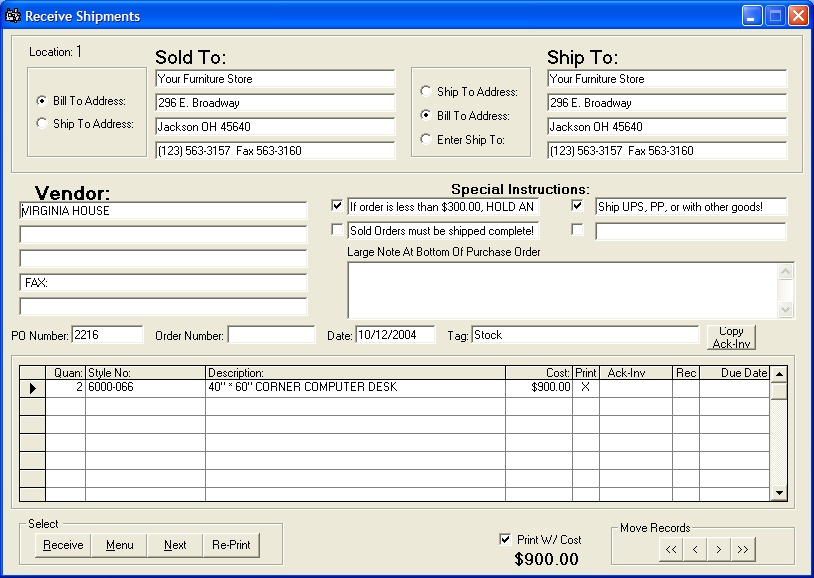 Receive Shipments
Location: 1
Sold To:
Ship To:
Bill To Address:
Ship To Address:
Your Furniture Store
296 E. Broadway
Jackson OH 45640
(123) 563-3157 Fax 563-3160
Ship To Address:
Bill To Address:
Enter Ship To:
Your Furniture Store
296 E. Broadway
Jackson OH 45640
(123) 563-3157 Fax 563-3160
Vendor:
VIRGINIA HOUSE
FAX:
Special Instructions:
If order is less than $300.00, HOLD AN
Ship UPS, PP, or with other goods!
Sold Orders must be shipped complete!
Large Note At Bottom Of Purchase Order
PO Number: 2216 Order Number: Date: 10/12/2004 Tag: Stock
Copy
Ack-Inv
Quan: Style No: Description: Cost: Print Ack-Inv Rec Due Date
2 6000-066 40" * 60" CORNER COMPUTER DESK $900.00 X
Select
Receive Menu Next Re-Print
Print W/ Cost
$900.00
Move Records
<< < > >>